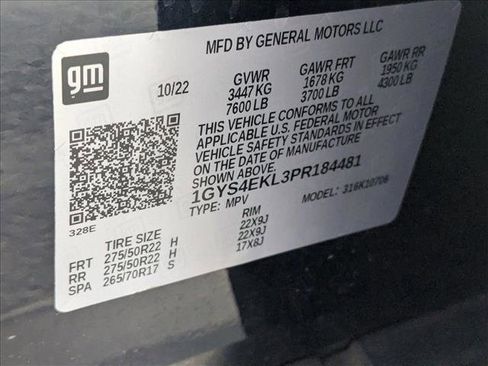 gm
MFD BY GENERAL MOTORS LLC
10/22 GVWR GAWR FRT GAWR RR
3447 KG 1678 KG 1950 KG
7600 LB 3700 LB 4300 LB
THIS VEHICLE CONFORMS TO ALL
APPLICABLE U.S. FEDERAL MOTOR
VEHICLE SAFETY STANDARDS IN EFFECT
ON THE DATE OF MANUFACTURE
SHOWN ABOVE.
1GYS4EKL3PR184481
328E TYPE: MPV MODEL: 316K10706
TIRE SIZE RIM
FRT 275/50R22 H 22X9J
RR 275/50R22 H 22X9J
SPA 265/70R17 S 17X8J